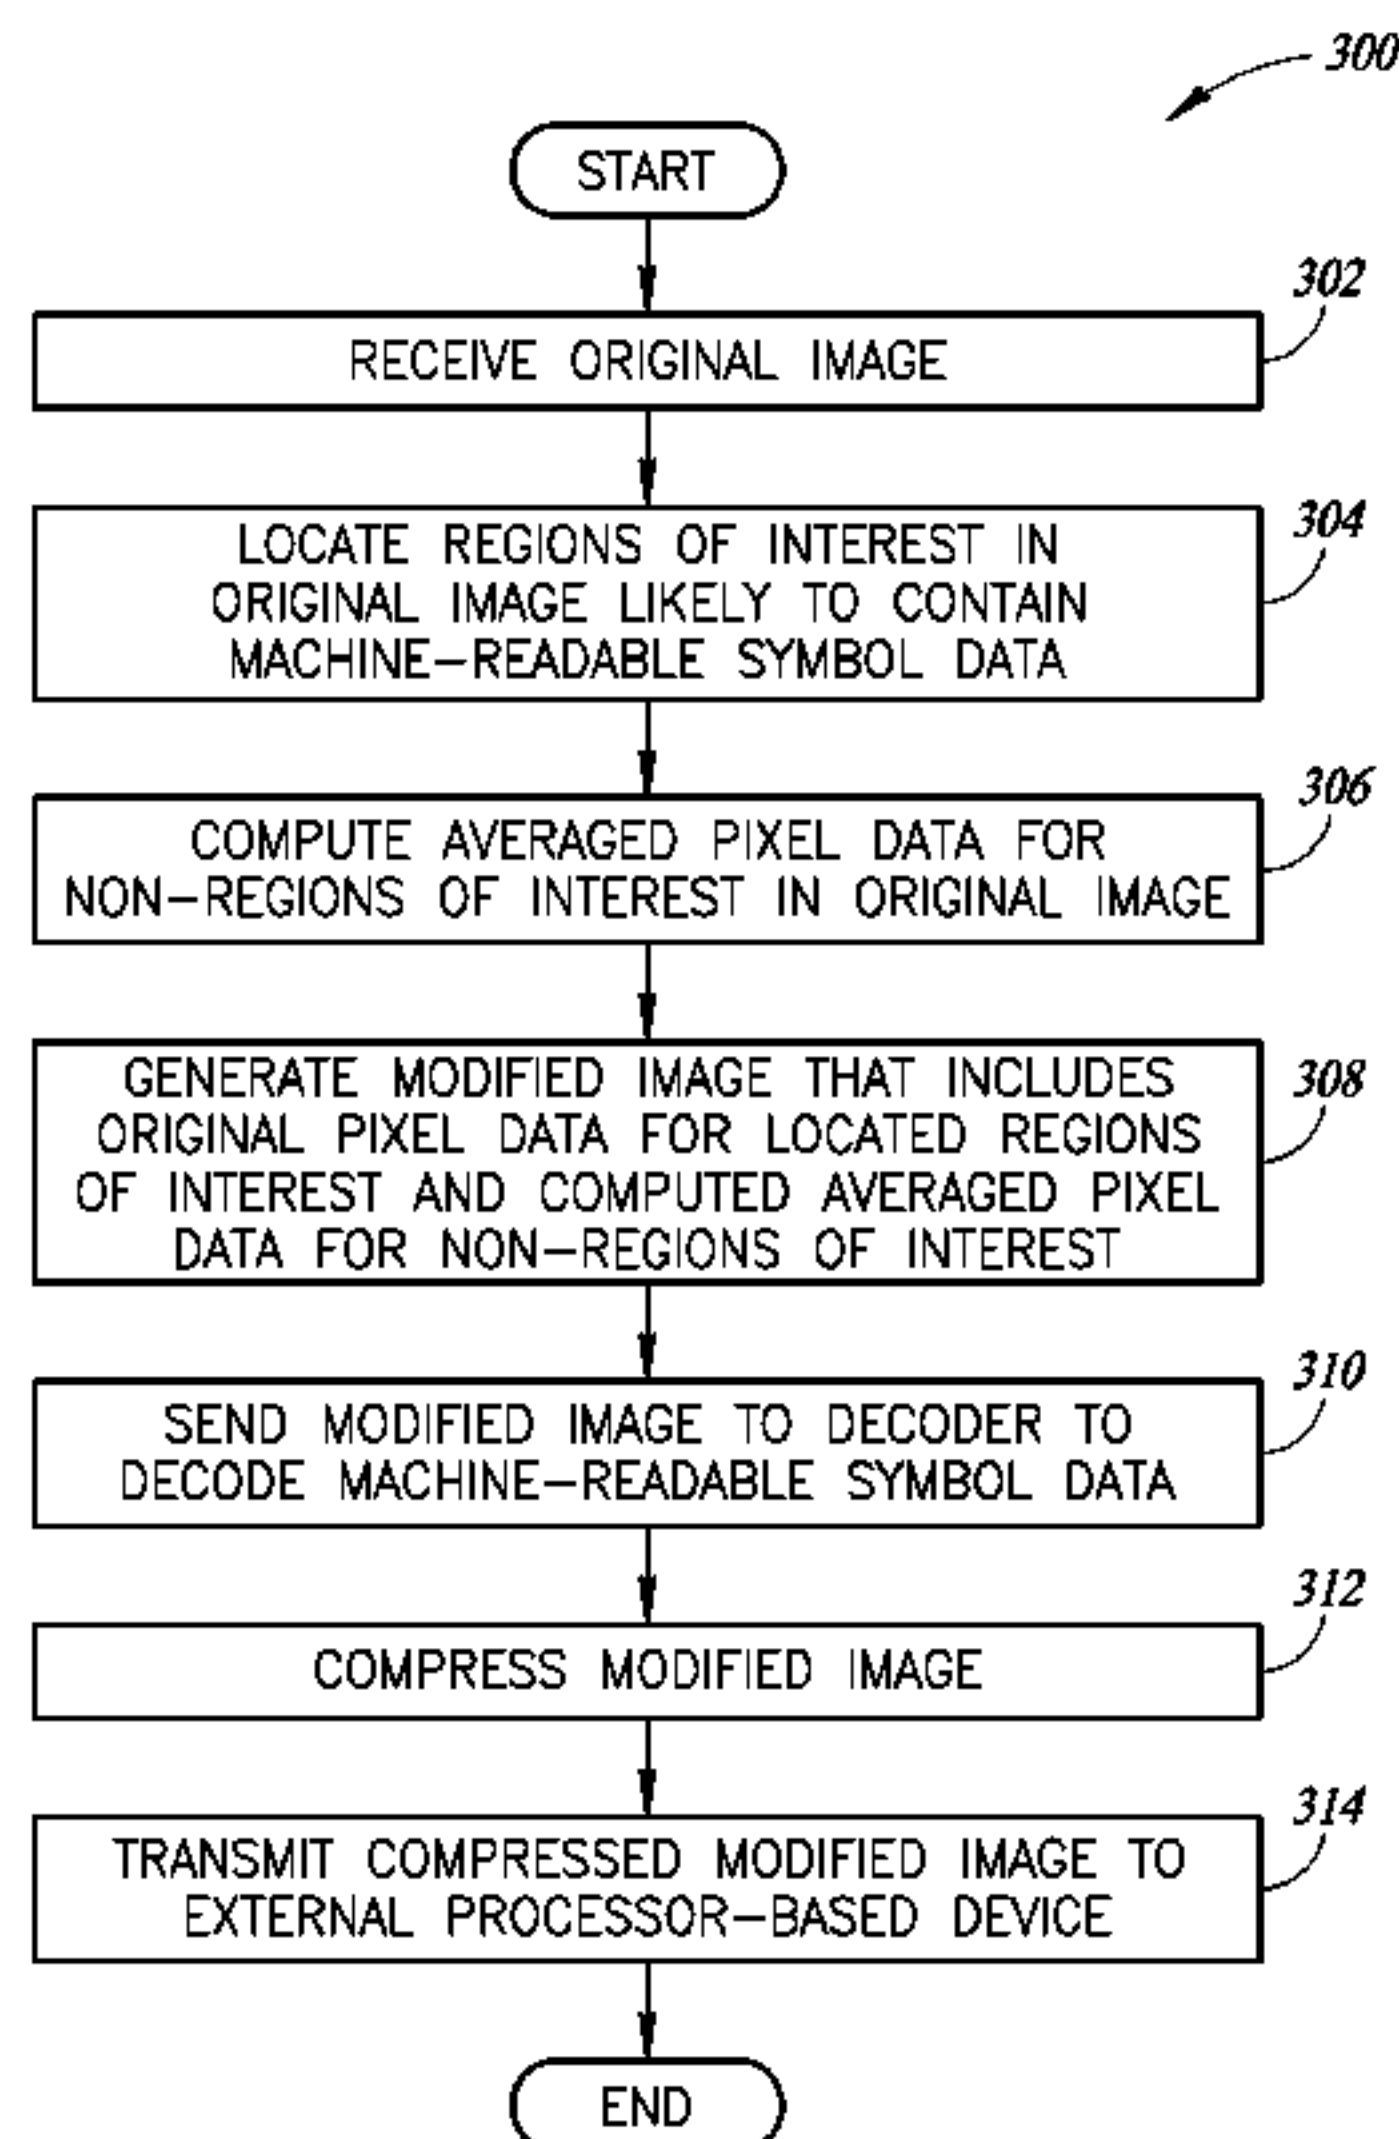 300
START
302
RECEIVE ORIGINAL IMAGE
304
LOCATE REGIONS OF INTEREST IN
ORIGINAL IMAGE LIKELY TO CONTAIN
MACHINE-READABLE SYMBOL DATA
306
COMPUTE AVERAGED PIXEL DATA FOR
NON-REGIONS OF INTEREST IN ORIGINAL IMAGE
308
GENERATE MODIFIED IMAGE THAT INCLUDES
ORIGINAL PIXEL DATA FOR LOCATED REGIONS
OF INTEREST AND COMPUTED AVERAGED PIXEL
DATA FOR NON-REGIONS OF INTEREST
310
SEND MODIFIED IMAGE TO DECODER TO
DECODE MACHINE-READABLE SYMBOL DATA
312
COMPRESS MODIFIED IMAGE
314
TRANSMIT COMPRESSED MODIFIED IMAGE TO
EXTERNAL PROCESSOR-BASED DEVICE
END